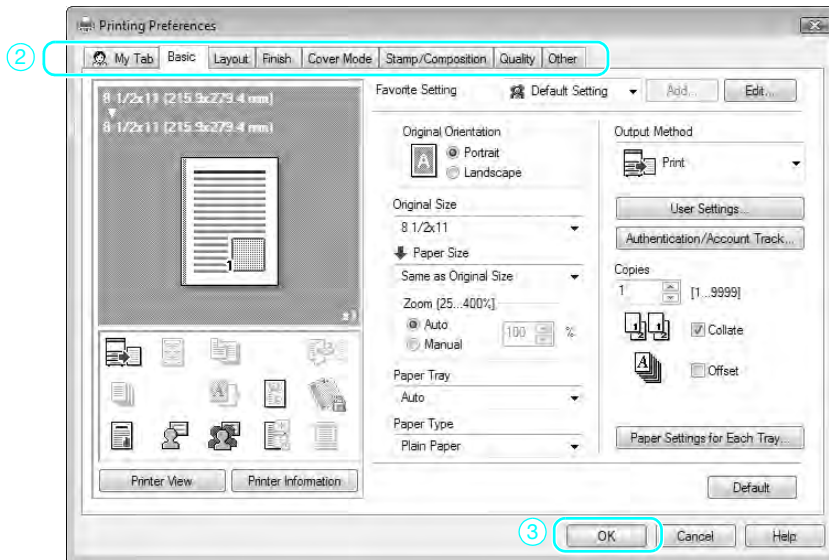 Printing Preferences
② My Tab Basic Layout Finish Cover Mode Stamp/Composition Quality Other
8 1/2x11 (215.9x279.4 mm)
8 1/2x11 (215.9x279.4 mm)
1
Favorite Setting Default Setting Add... Edit...
Original Orientation
A Portrait
Landscape
Original Size
8 1/2x11
Paper Size
Same as Original Size
Zoom [25...400%]
Auto
Manual
100 %
Paper Tray
Auto
Paper Type
Plain Paper
Output Method
Print
User Settings...
Authentication/Account Track...
Copies
1 [1...9999]
Collate
Offset
Paper Settings for Each Tray...
Printer View Printer Information
Default
③ OK Cancel Help